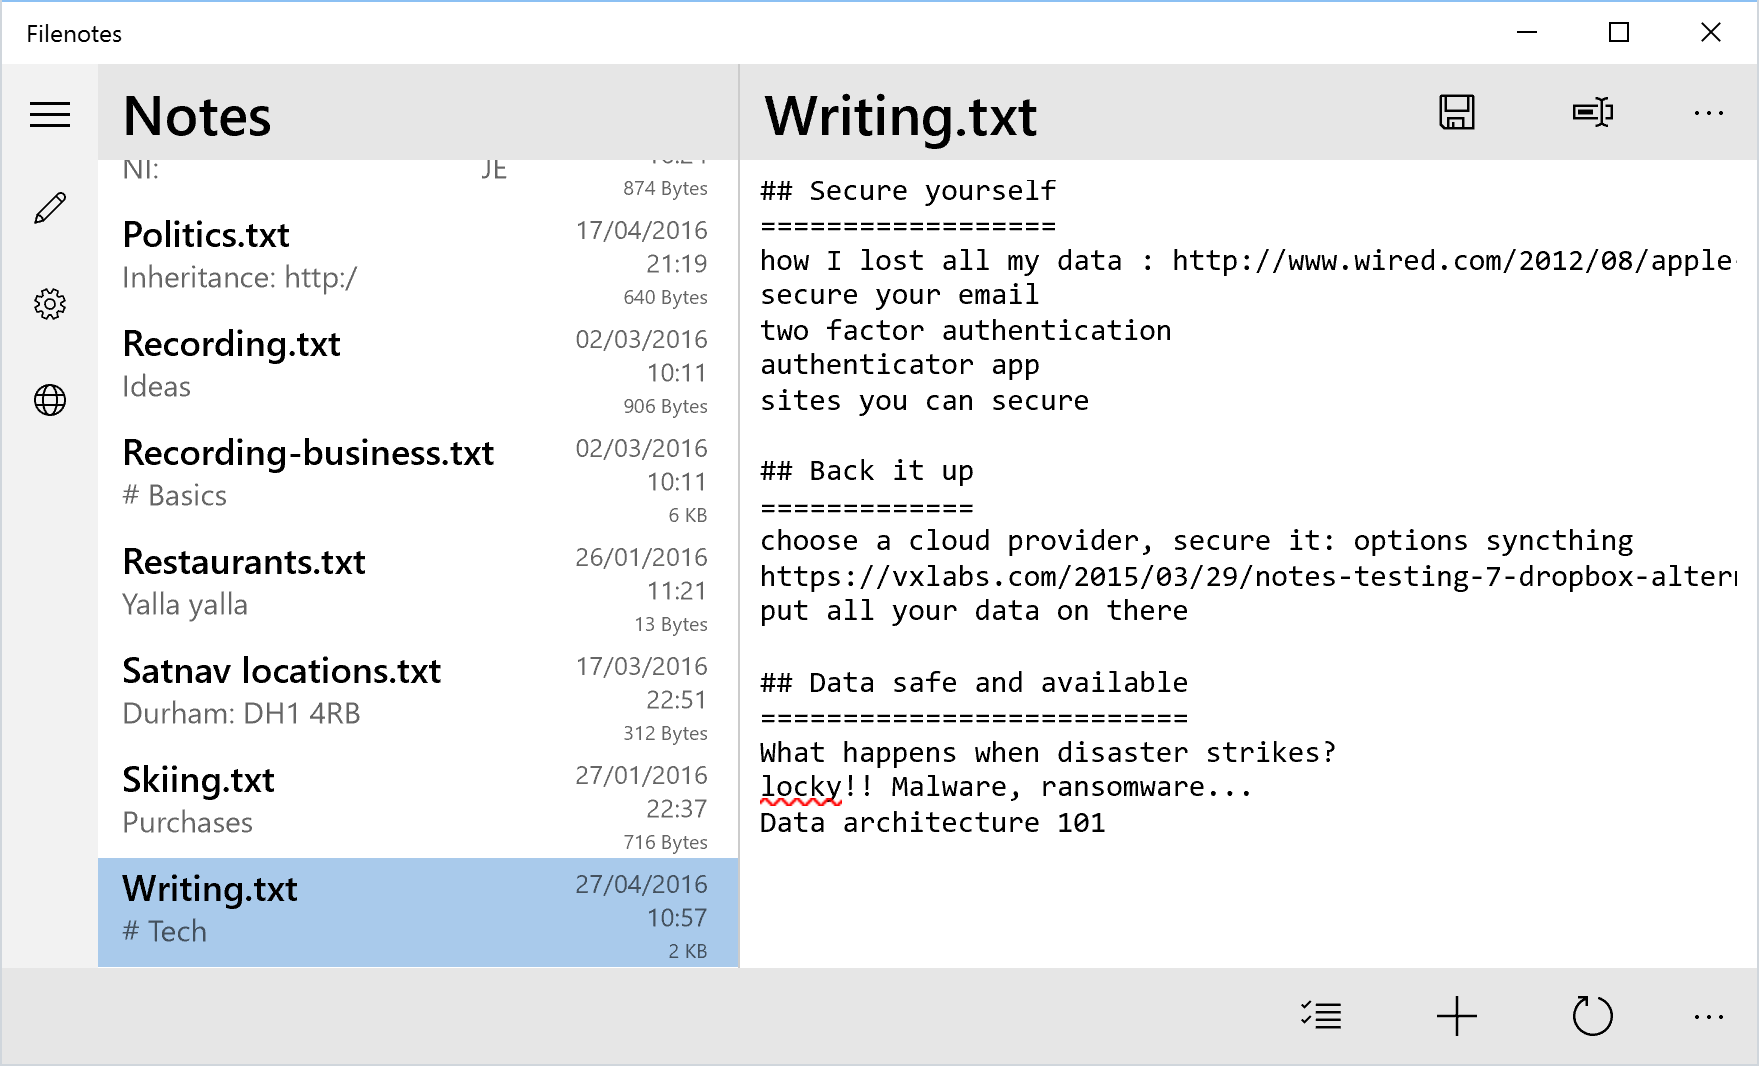 Filenotes
Notes
NI: JE
874 Bytes
Politics.txt 17/04/2016
21:19
Inheritance: http:/
640 Bytes
Recording.txt 02/03/2016
10:11
Ideas
906 Bytes
Recording-business.txt 02/03/2016
10:11
# Basics
6 KB
Restaurants.txt 26/01/2016
11:21
Yalla yalla
13 Bytes
Satnav locations.txt 17/03/2016
22:51
Durham: DH1 4RB
312 Bytes
Skiing.txt 27/01/2016
22:37
Purchases
716 Bytes
Writing.txt 27/04/2016
10:57
# Tech
2 KB
Writing.txt
## Secure yourself
==================
how I lost all my data : http://www.wired.com/2012/08/apple-
secure your email
two factor authentication
authenticator app
sites you can secure
## Back it up
=============
choose a cloud provider, secure it: options syncthing
https://vxlabs.com/2015/03/29/notes-testing-7-dropbox-altern
put all your data on there
## Data safe and available
==========================
What happens when disaster strikes?
locky!! Malware, ransomware...
Data architecture 101